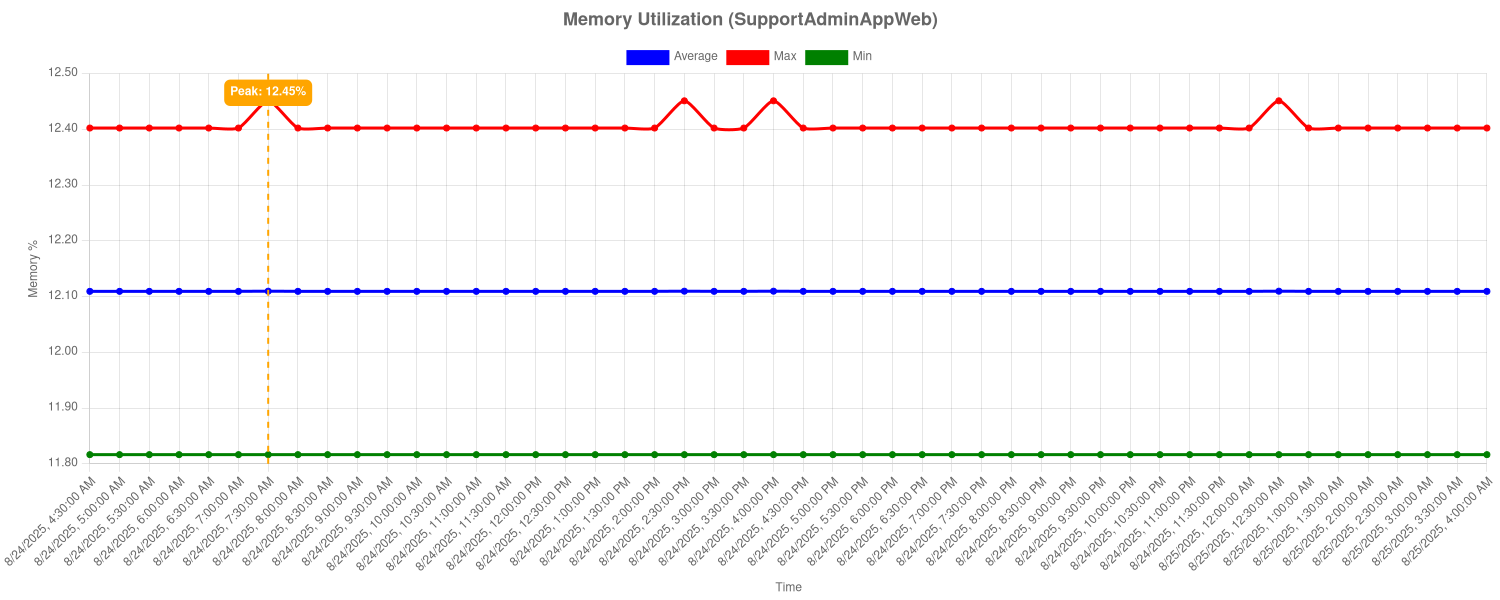 Memory Utilization (SupportAdminAppWeb)
Average Max Min
12.50
Peak: 12.45%
12.40
12.30
12.20
12.10
12.00
11.90
11.80
Memory %
8/24/2025, 4:30:00 AM
8/24/2025, 5:00:00 AM
8/24/2025, 5:30:00 AM
8/24/2025, 6:00:00 AM
8/24/2025, 6:30:00 AM
8/24/2025, 7:00:00 AM
8/24/2025, 7:30:00 AM
8/24/2025, 8:00:00 AM
8/24/2025, 8:30:00 AM
8/24/2025, 9:00:00 AM
8/24/2025, 9:30:00 AM
8/24/2025, 10:00:00 AM
8/24/2025, 10:30:00 AM
8/24/2025, 11:00:00 AM
8/24/2025, 11:30:00 AM
8/24/2025, 12:00:00 PM
8/24/2025, 12:30:00 PM
8/24/2025, 1:00:00 PM
8/24/2025, 1:30:00 PM
8/24/2025, 2:00:00 PM
8/24/2025, 2:30:00 PM
8/24/2025, 3:00:00 PM
8/24/2025, 3:30:00 PM
8/24/2025, 4:00:00 PM
8/24/2025, 4:30:00 PM
8/24/2025, 5:00:00 PM
8/24/2025, 5:30:00 PM
8/24/2025, 6:00:00 PM
8/24/2025, 6:30:00 PM
8/24/2025, 7:00:00 PM
8/24/2025, 7:30:00 PM
8/24/2025, 8:00:00 PM
8/24/2025, 8:30:00 PM
8/24/2025, 9:00:00 PM
8/24/2025, 9:30:00 PM
8/24/2025, 10:00:00 PM
8/24/2025, 10:30:00 PM
8/24/2025, 11:00:00 PM
8/24/2025, 11:30:00 PM
8/25/2025, 12:00:00 AM
8/25/2025, 12:30:00 AM
8/25/2025, 1:00:00 AM
8/25/2025, 1:30:00 AM
8/25/2025, 2:00:00 AM
8/25/2025, 2:30:00 AM
8/25/2025, 3:00:00 AM
8/25/2025, 3:30:00 AM
8/25/2025, 4:00:00 AM
Time